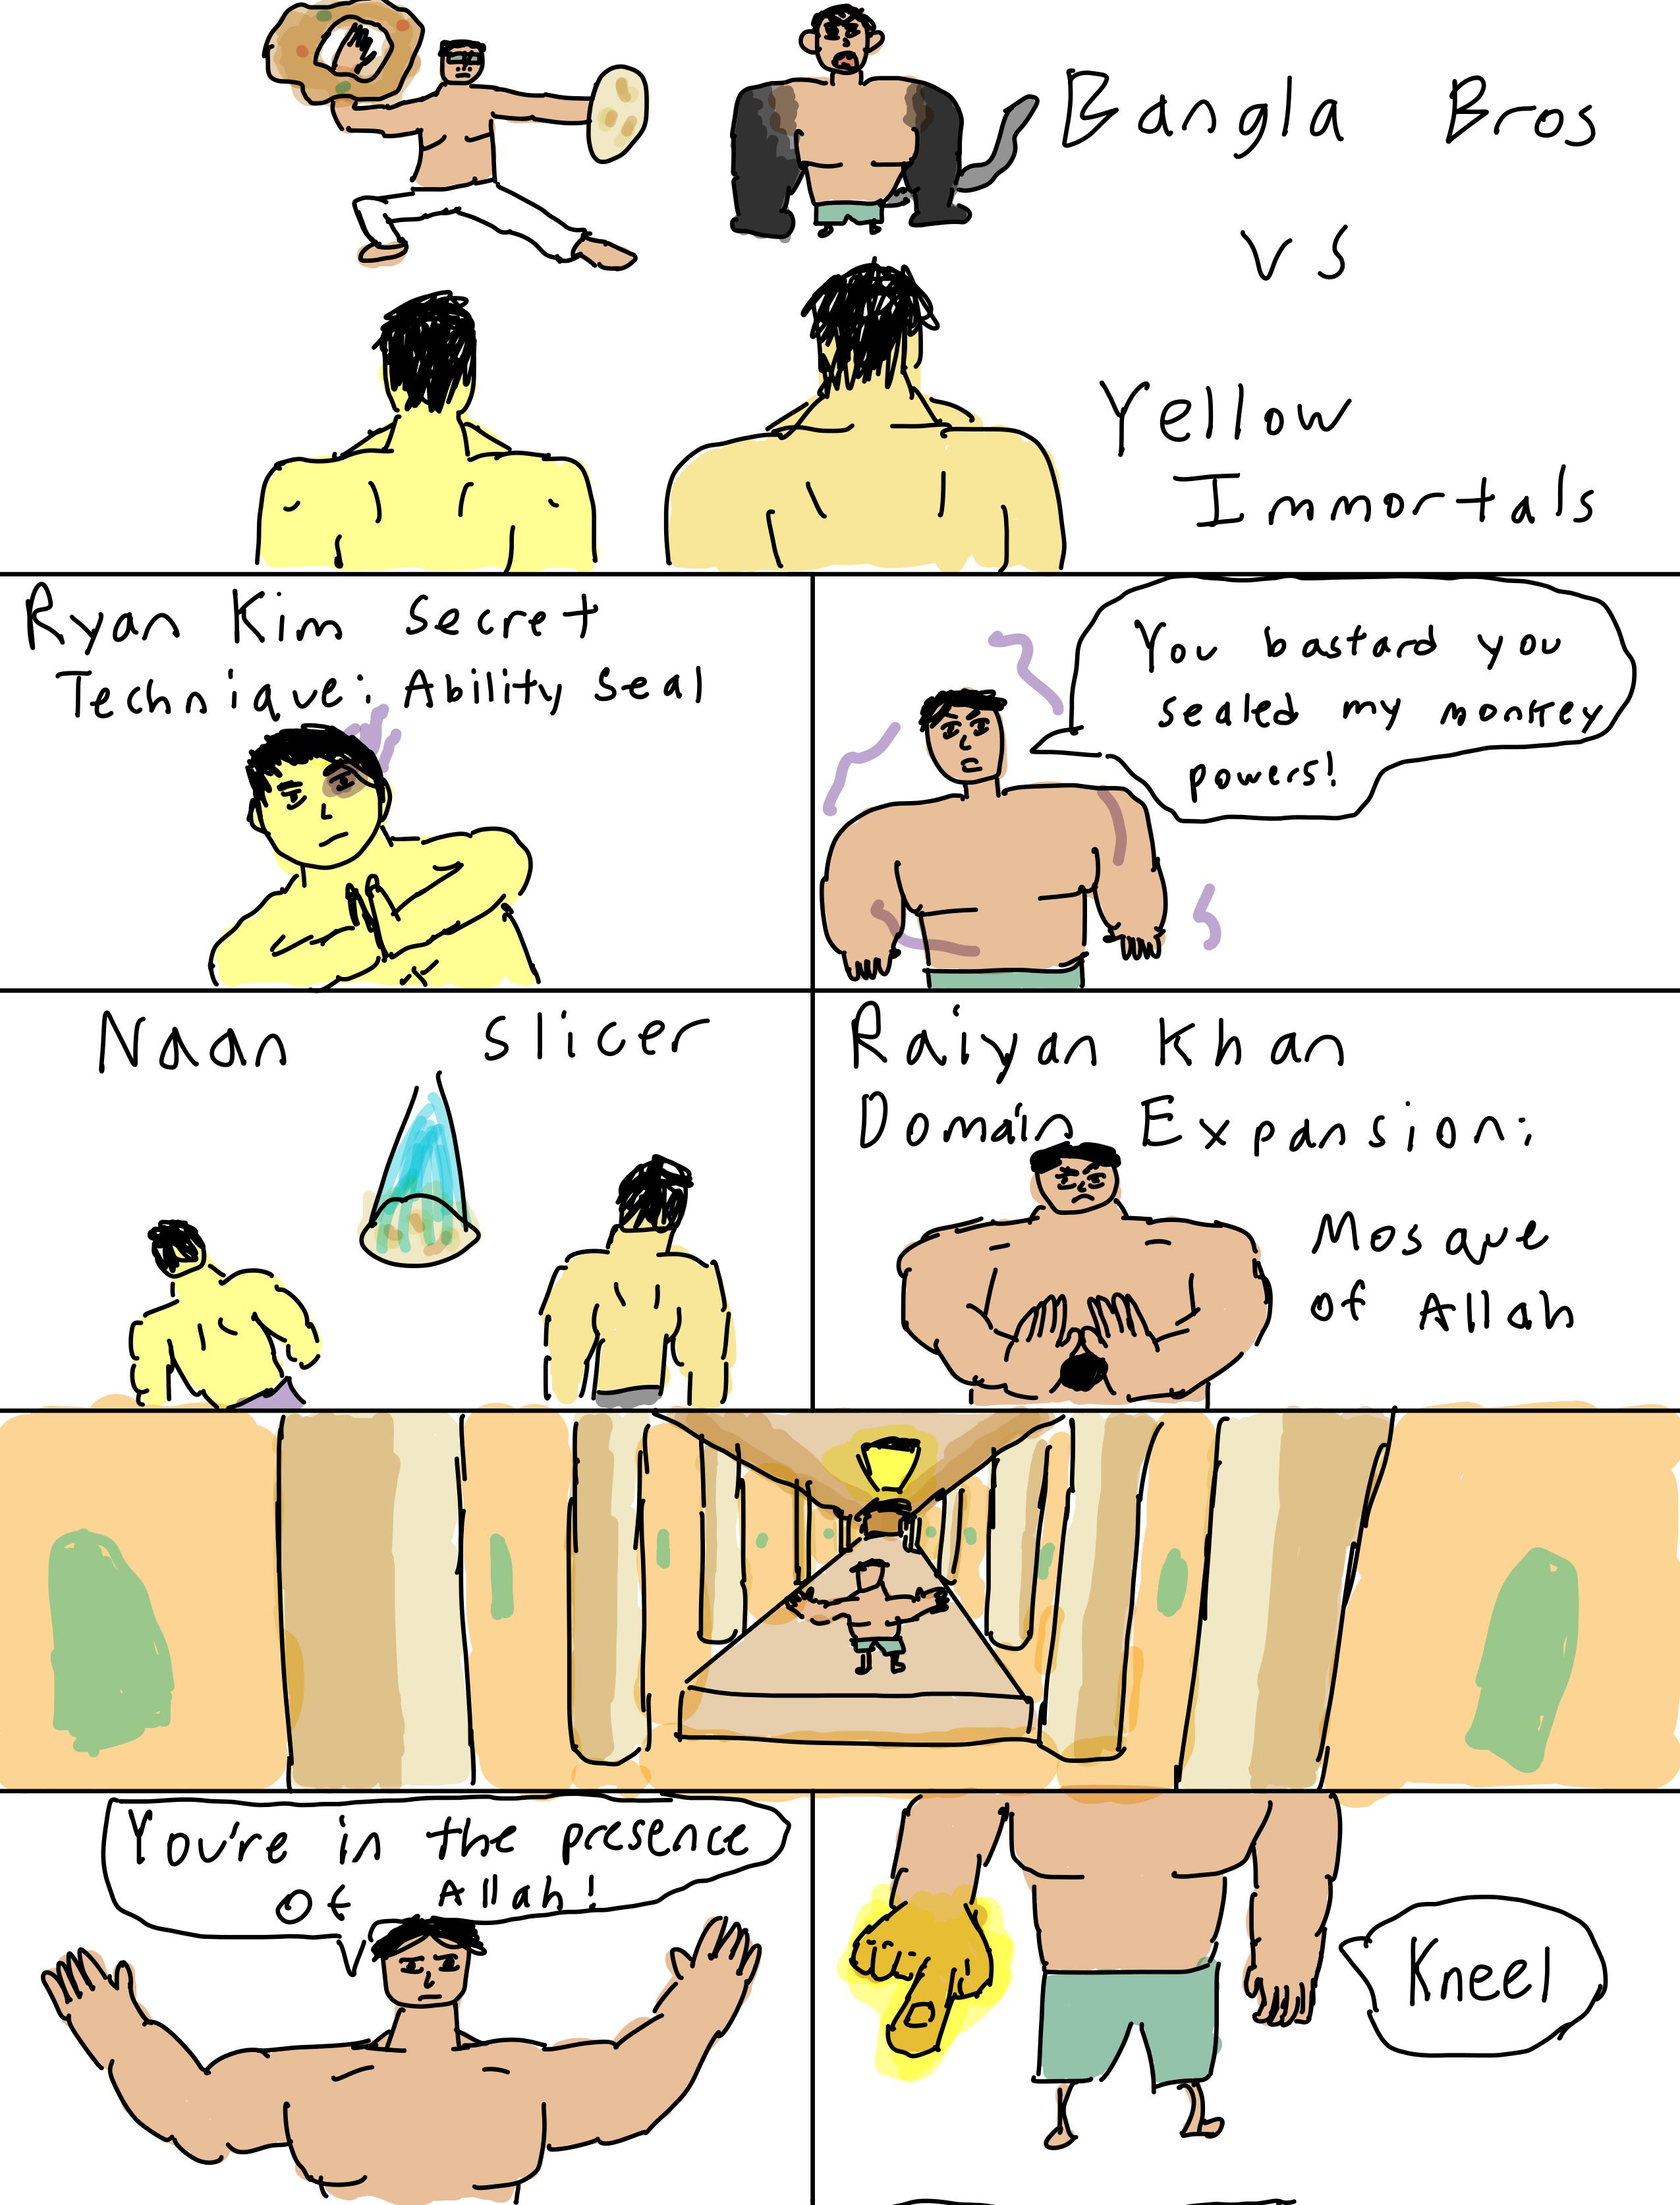 Bangla Bros
vs
Yellow
Immortals
Ryan Kim Secret
Technique: Ability Seal
You bastard you
sealed my monkey
powers!
Naan slicer
Raiyan Khan
Domain Expansion:
Mosque
of Allah
You're in the presence
Of Allah!
Kneel